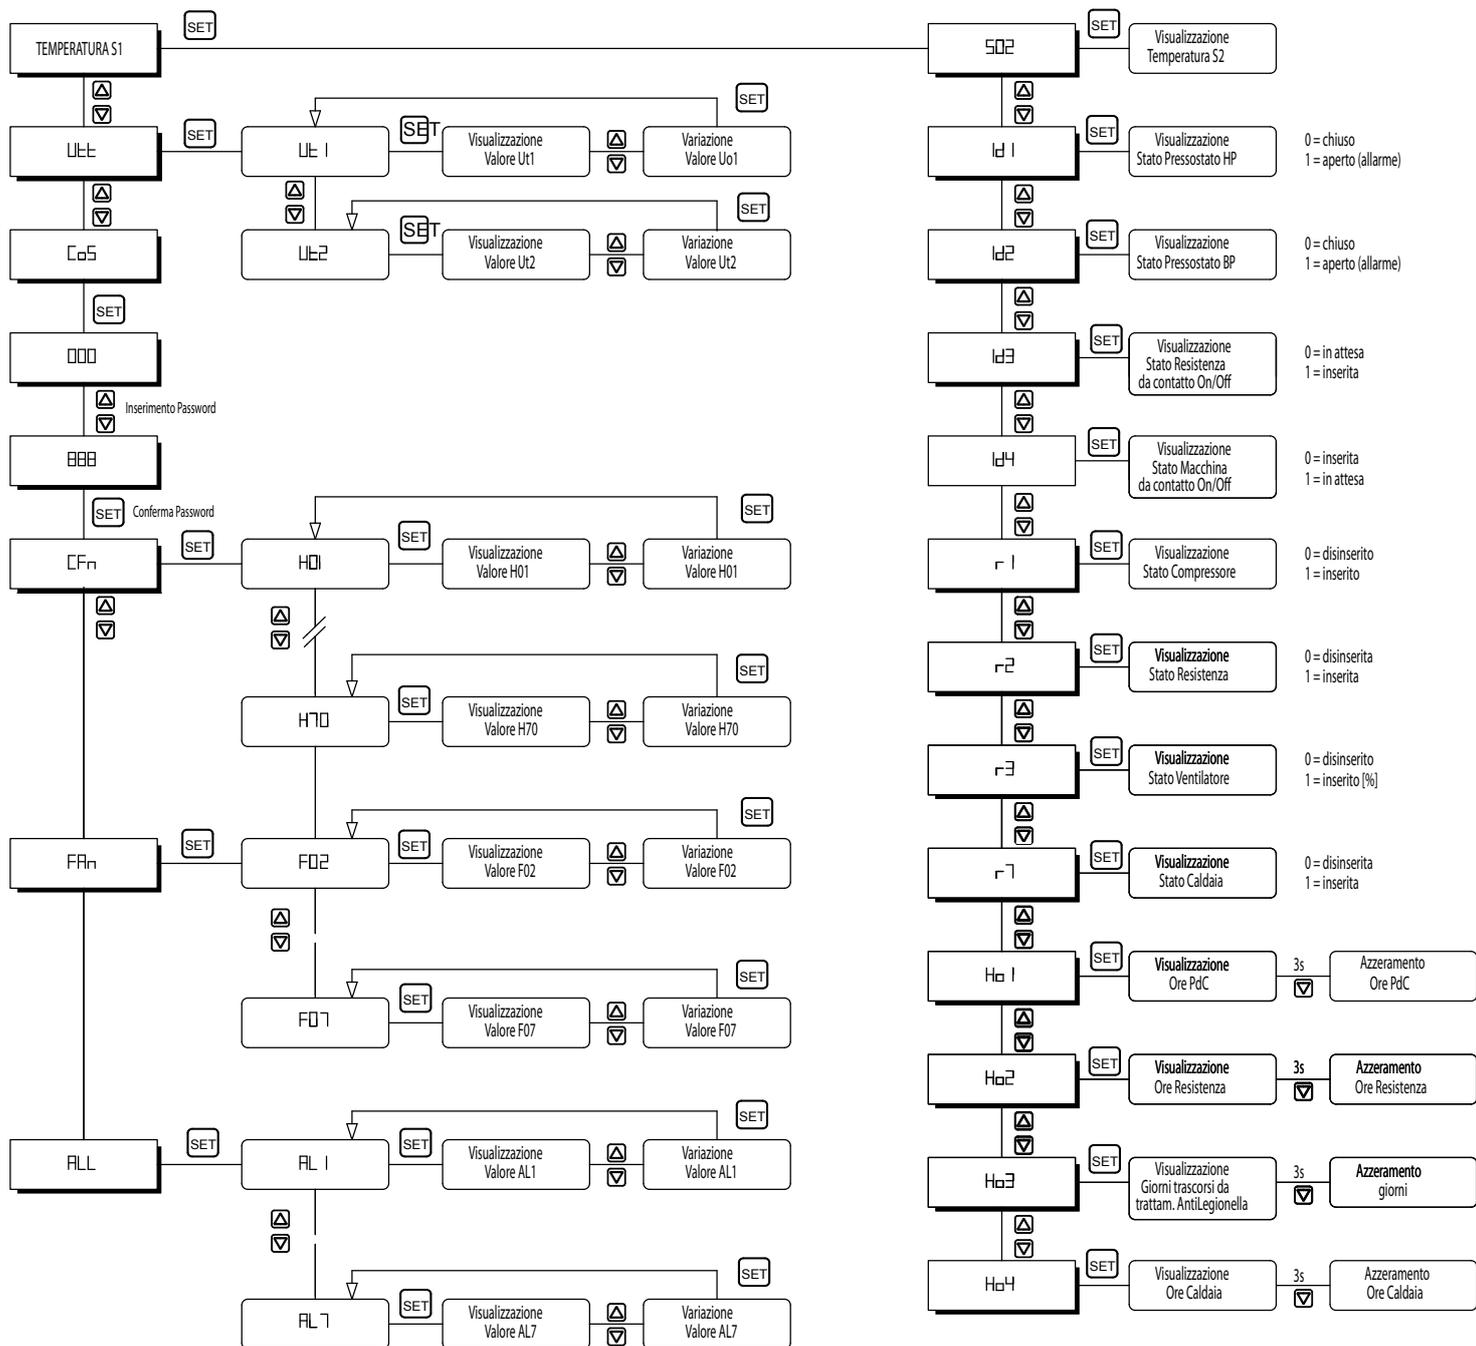 SET
TEMPERATURA S1
Utt
SET
Ut1
SET
Visualizzazione
Valore Ut1
Variazione
Valore Uo1
SET
CoS
Ut2
SET
Visualizzazione
Valore Ut2
Variazione
Valore Ut2
SET
SET
000
Inserimento Password
888
SET
Conferma Password
CFn
SET
H01
SET
Visualizzazione
Valore H01
Variazione
Valore H01
SET
H70
SET
Visualizzazione
Valore H70
Variazione
Valore H70
SET
FAn
SET
F02
SET
Visualizzazione
Valore F02
Variazione
Valore F02
SET
F07
SET
Visualizzazione
Valore F07
Variazione
Valore F07
SET
ALL
SET
AL1
SET
Visualizzazione
Valore AL1
Variazione
Valore AL1
SET
AL7
SET
Visualizzazione
Valore AL7
Variazione
Valore AL7
SET
S02
SET
Visualizzazione
Temperatura S2
Id1
SET
Visualizzazione
Stato Pressostato HP
0 = chiuso
1 = aperto (allarme)
Id2
SET
Visualizzazione
Stato Pressostato BP
0 = chiuso
1 = aperto (allarme)
Id3
SET
Visualizzazione
Stato Resistenza
da contatto On/Off
0 = in attesa
1 = inserita
Id4
SET
Visualizzazione
Stato Macchina
da contatto On/Off
0 = inserita
1 = in attesa
r1
SET
Visualizzazione
Stato Compressore
0 = disinserito
1 = inserito
r2
SET
Visualizzazione
Stato Resistenza
0 = disinserita
1 = inserita
r3
SET
Visualizzazione
Stato Ventilatore
0 = disinserito
1 = inserito [%]
r7
SET
Visualizzazione
Stato Caldaia
0 = disinserita
1 = inserita
Ho1
SET
Visualizzazione
Ore PdC
3s
Azzeramento
Ore PdC
Ho2
SET
Visualizzazione
Ore Resistenza
3s
Azzeramento
Ore Resistenza
Ho3
SET
Visualizzazione
Giorni trascorsi da
trattam. AntiLegionella
3s
Azzeramento
giorni
Ho4
SET
Visualizzazione
Ore Caldaia
3s
Azzeramento
Ore Caldaia